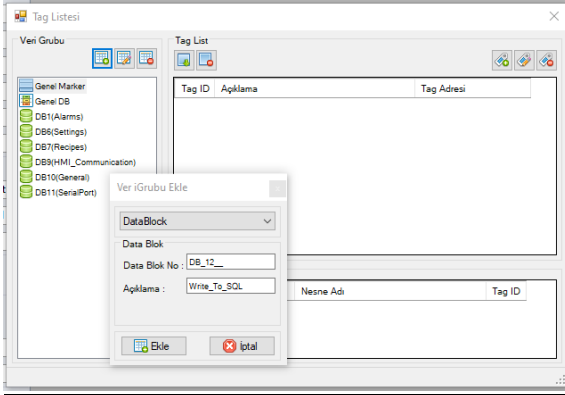 Tag Listesi
Veri Grubu
Tag List
Genel Marker
Genel DB
DB1(Alarms)
DB6(Settings)
DB7(Recipes)
DB9(HMI_Communication)
DB10(General)
DB11(SerialPort)
Tag ID Açıklama Tag Adresi
Ver iGrubu Ekle
DataBlock
Data Blok
Data Blok No : DB_12__
Açıklama : Write_To_SQL
Ekle İptal
Nesne Adı Tag ID